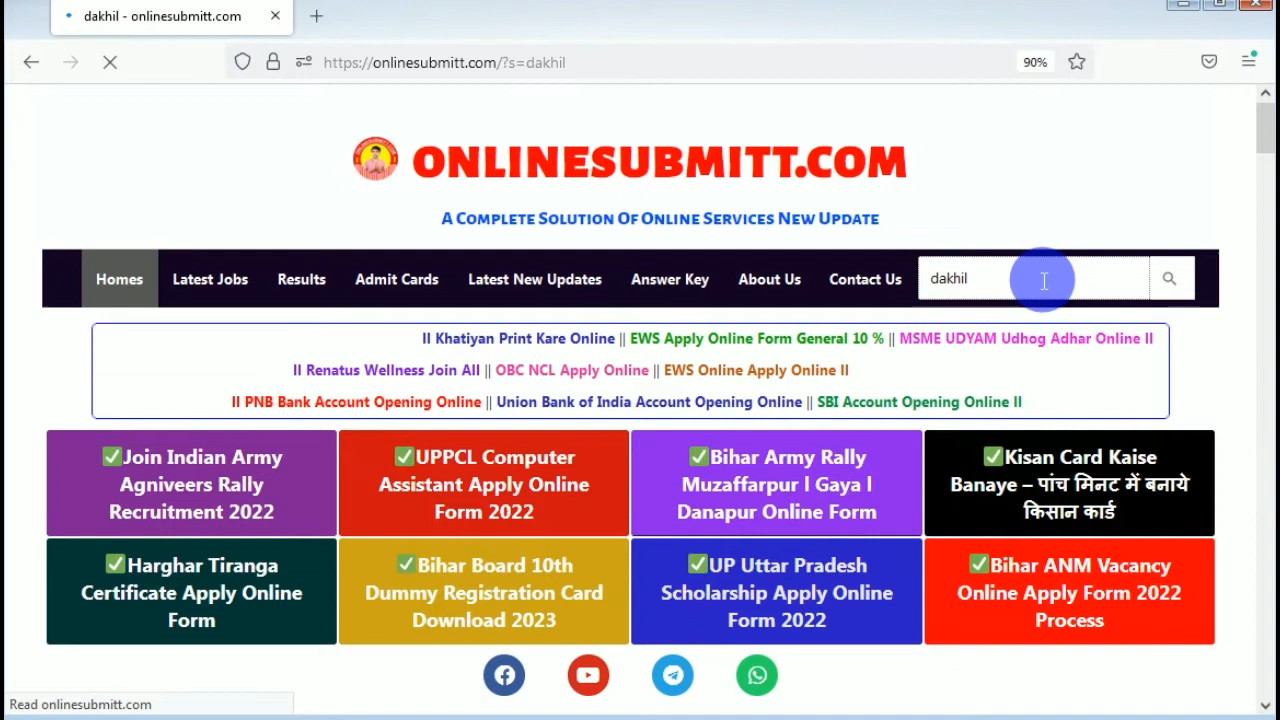 dakhil - onlinesubmitt.com
https://onlinesubmitt.com/?s=dakhil
90%
ONLINESUBMITT.COM
A Complete Solution Of Online Services New Update
Homes Latest Jobs Results Admit Cards Latest New Updates Answer Key About Us Contact Us dakhil
II Khatiyan Print Kare Online || EWS Apply Online Form General 10 % || MSME UDYAM Udhog Adhar Online II
II Renatus Wellness Join All || OBC NCL Apply Online || EWS Online Apply Online II
II PNB Bank Account Opening Online || Union Bank of India Account Opening Online || SBI Account Opening Online II
✅Join Indian Army
Agniveers Rally
Recruitment 2022
✅UPPCL Computer
Assistant Apply Online
Form 2022
✅Bihar Army Rally
Muzaffarpur l Gaya l
Danapur Online Form
✅Kisan Card Kaise
Banaye – पांच मिनट में बनाये
किसान कार्ड
✅Harghar Tiranga
Certificate Apply Online
Form
✅Bihar Board 10th
Dummy Registration Card
Download 2023
✅UP Uttar Pradesh
Scholarship Apply Online
Form 2022
✅Bihar ANM Vacancy
Online Apply Form 2022
Process
Read onlinesubmitt.com